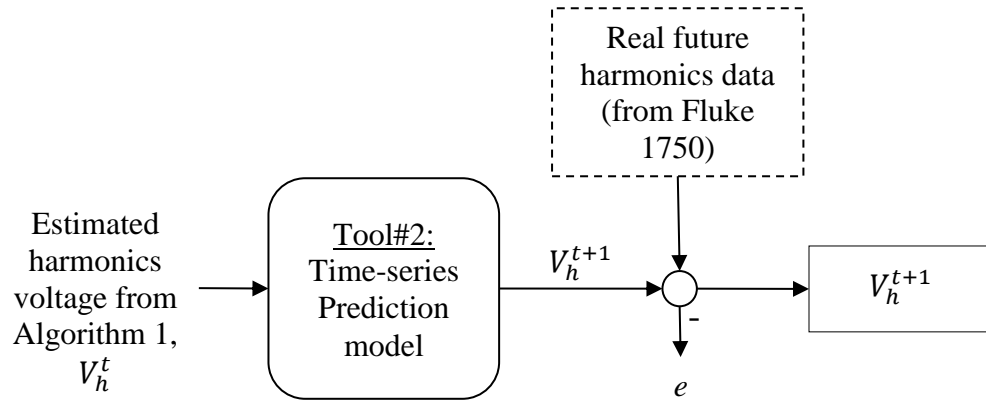 Real future
harmonics data
(from Fluke
1750)
Estimated
harmonics
voltage from
Algorithm 1,
$V_h^t$
Tool#2:
Time-series
Prediction
model
$V_h^{t+1}$
-
e
$V_h^{t+1}$